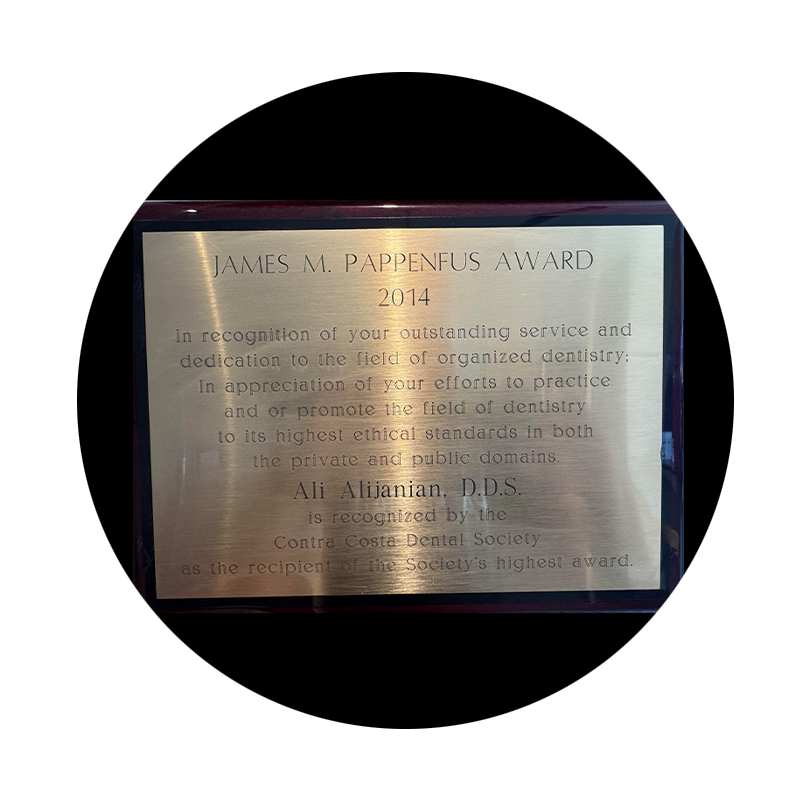 JAMES M. PAPPENFUS AWARD
2014
In recognition of your outstanding service and
dedication to the field of organized dentistry;
In appreciation of your efforts to practice
and or promote the field of dentistry
to its highest ethical standards in both
the private and public domains.
Ali Alijanian, D.D.S.
is recognized by the
Contra Costa Dental Society
as the recipient of the Society's highest award.